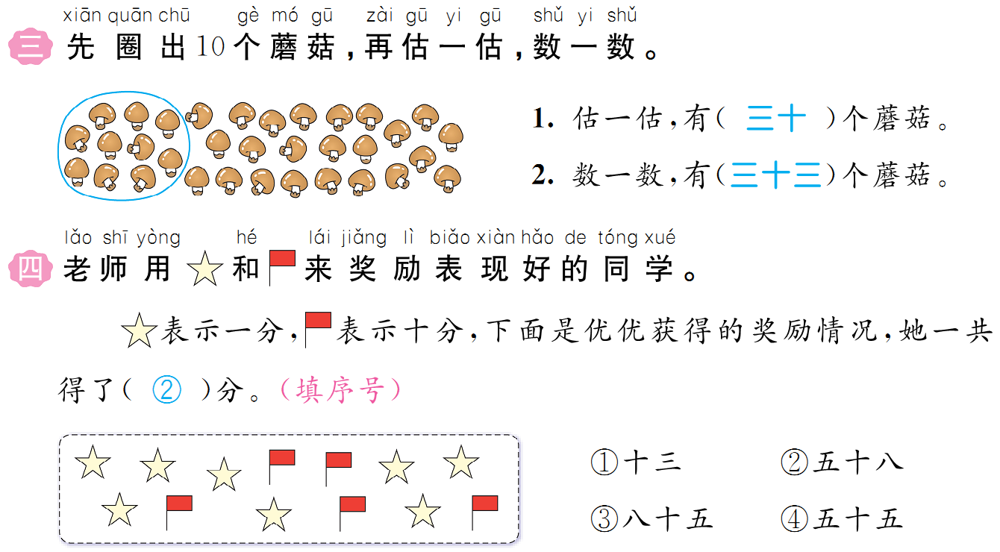 xiān quān chū gè mó gū zài gū yi gū shǔ yi shǔ
三 先圈出10个蘑菇，再估一估，数一数。
1. 估一估，有( 三十 )个蘑菇。
2. 数一数，有(三十三)个蘑菇。
lǎo shī yòng hé lái jiǎng lì biǎo xiàn hǎo de tóng xué
四 老师用 和 来奖励表现好的同学。
表示一分， 表示十分，下面是优优获得的奖励情况，她一共
得了( ② )分。（填序号）
①十三 ②五十八
③八十五 ④五十五